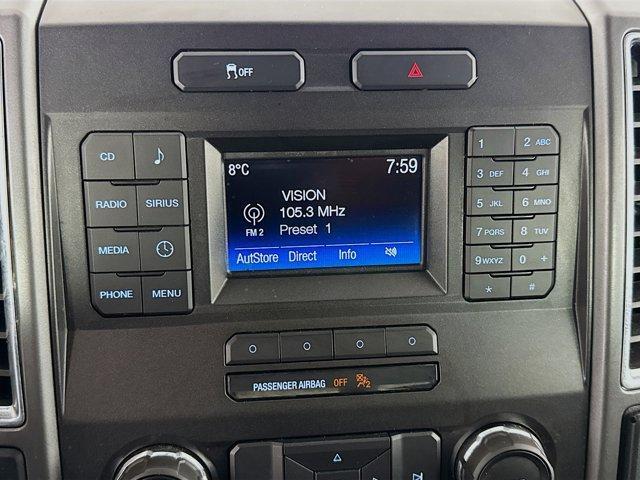 OFF
CD
RADIO SIRIUS
MEDIA
PHONE MENU
8°C 7:59
VISION
105.3 MHz
FM 2 Preset 1
AutoStore Direct Info
1 2 ABC
3 DEF 4 GHI
5 JKL 6 MNO
7 PQRS 8 TUV
9 WXYZ 0 +
* #
PASSENGER AIRBAG OFF 2